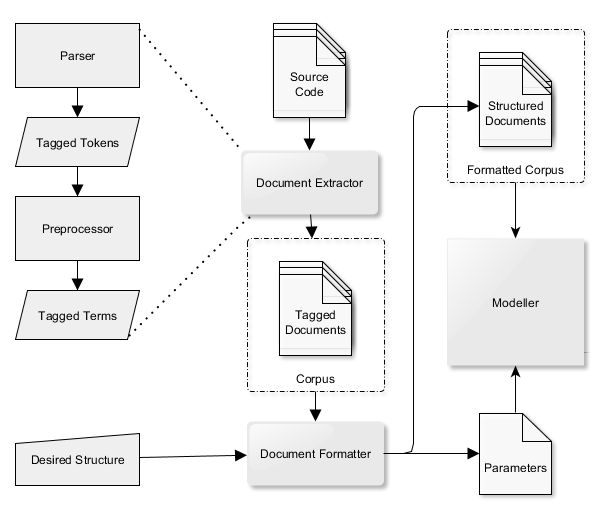 Parser
Tagged Tokens
Preprocessor
Tagged Terms
Desired Structure
Source
Code
Document Extractor
Tagged
Documents
Corpus
Document Formatter
Structured
Documents
Formatted Corpus
Modeller
Parameters